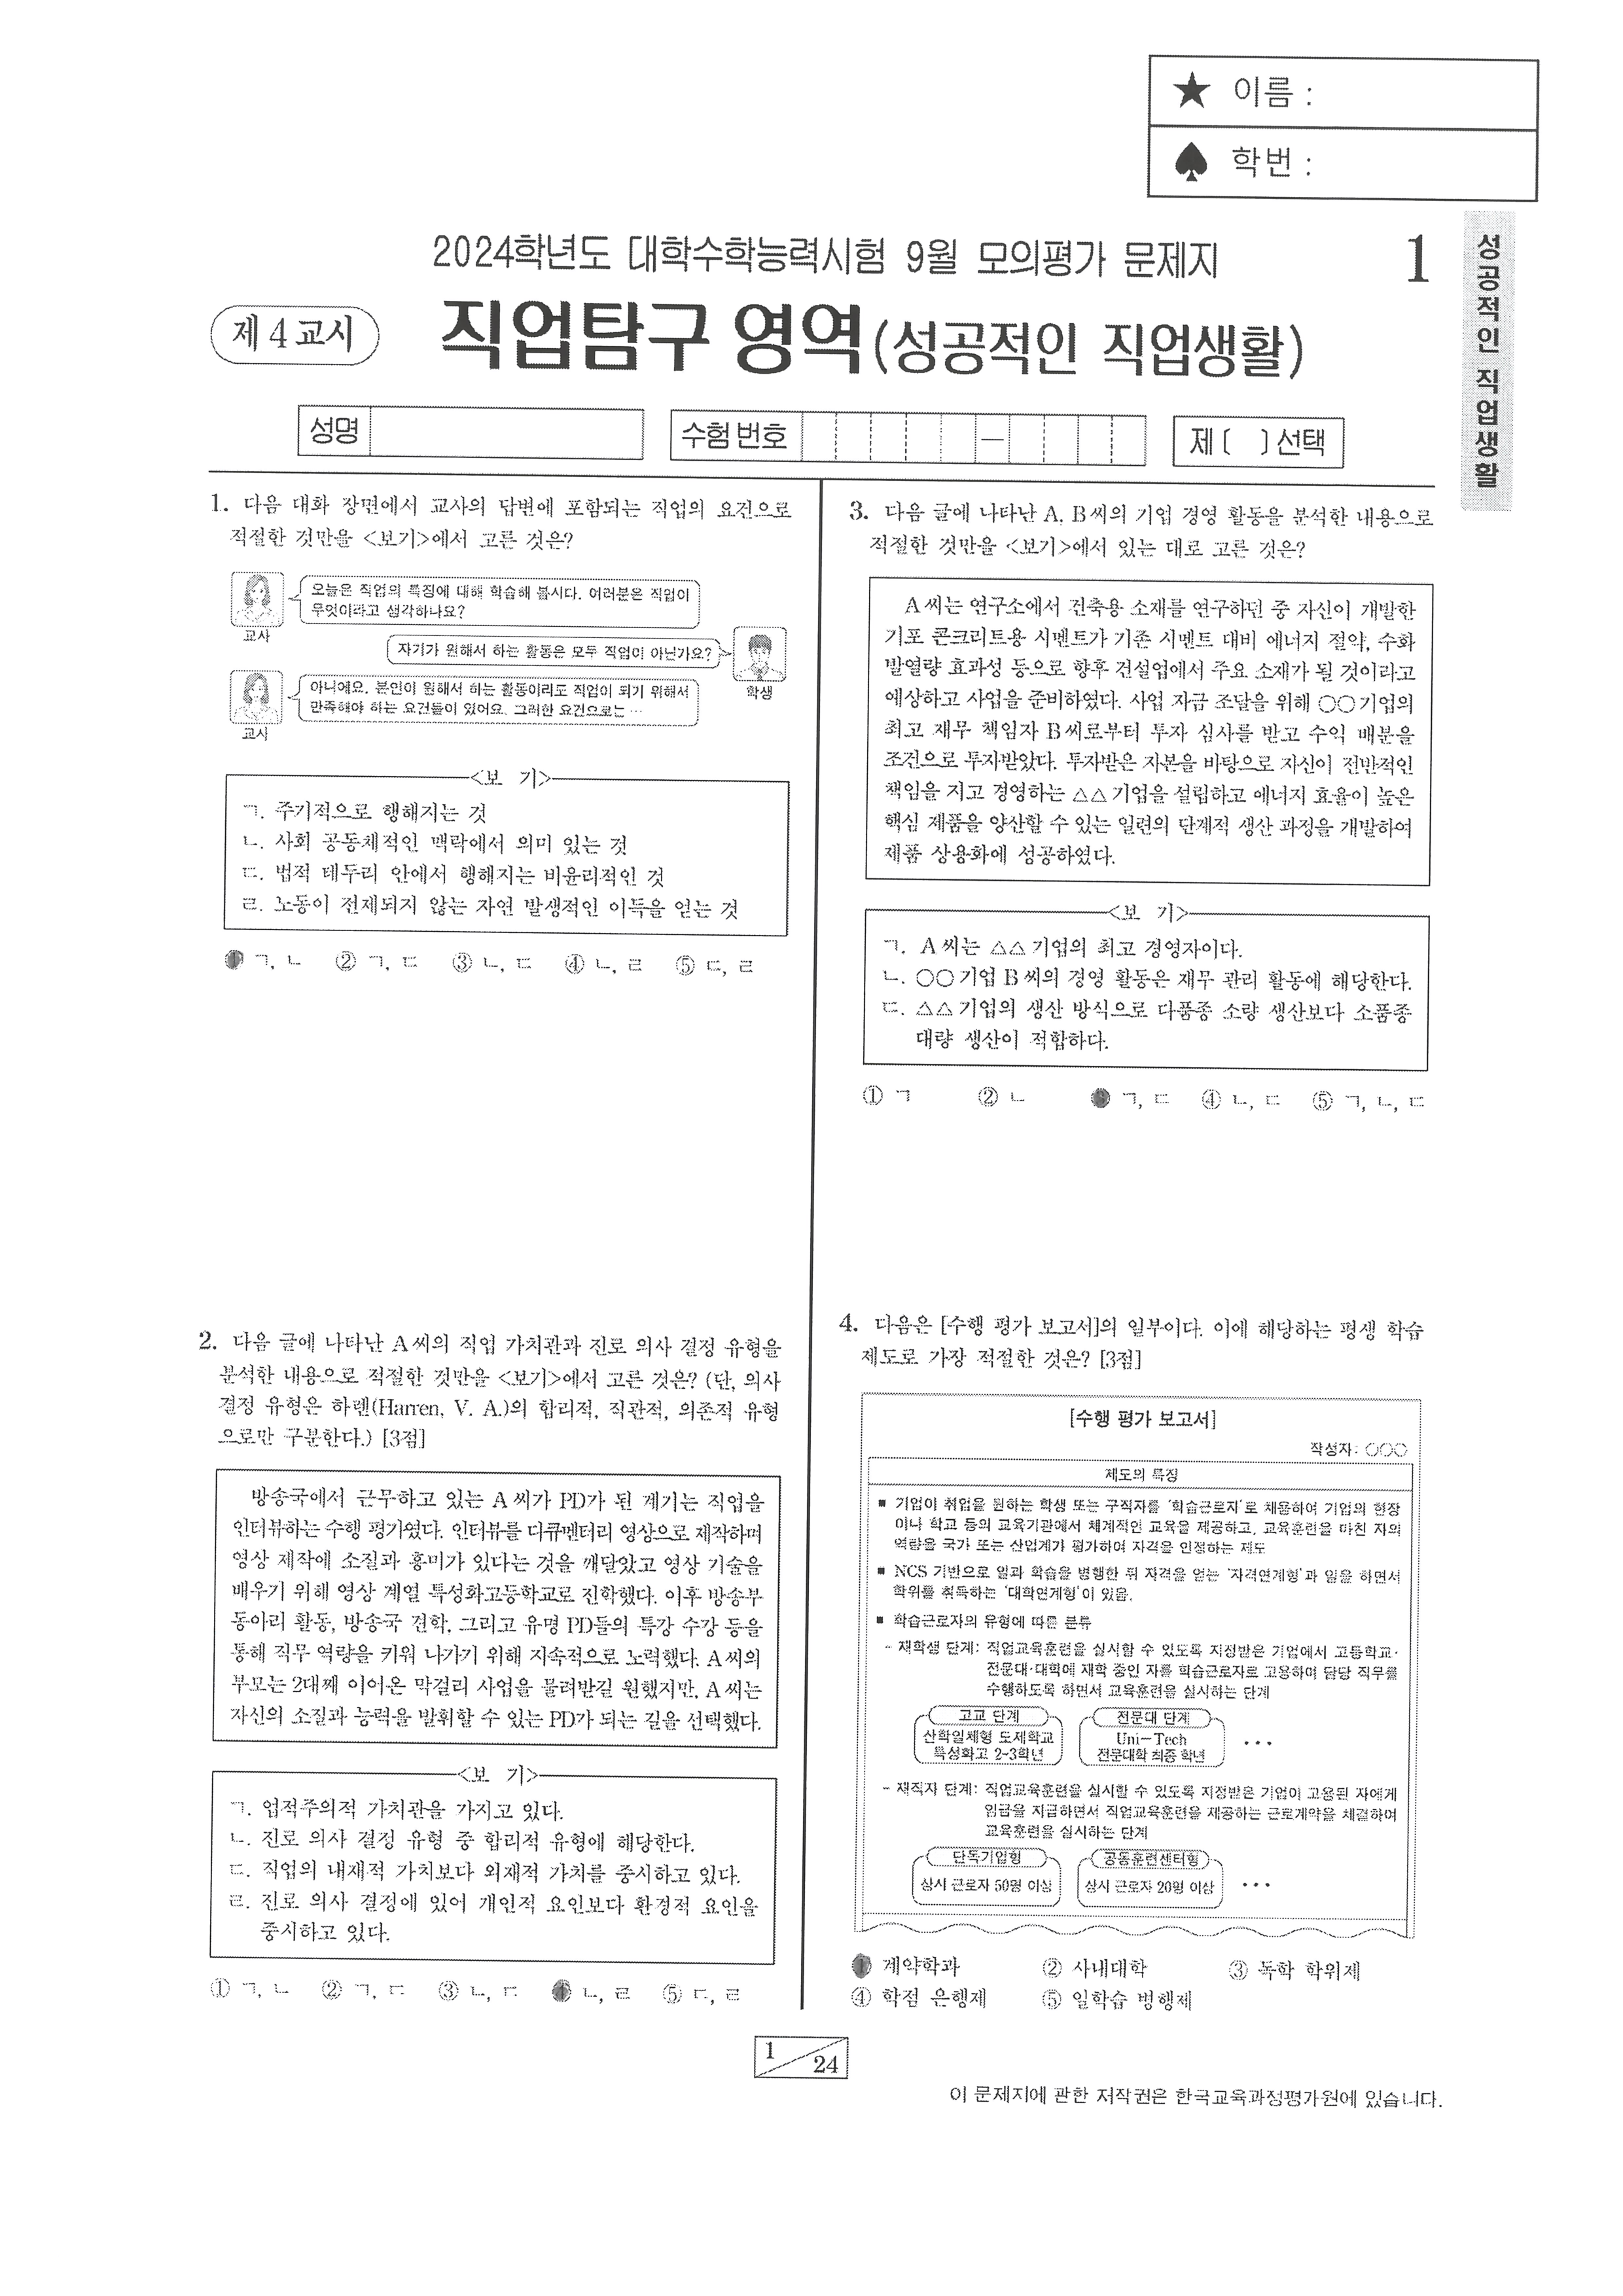 ★ 이름 :
♠ 학번 :
2024학년도 대학수학능력시험 9월 모의평가 문제지
1
제 4 교시
직업탐구 영역(성공적인 직업생활)
성공적인 직업생활
성명
수험 번호
—
제 [ ] 선택
1. 다음 대화 장면에서 교사의 답변에 포함되는 직업의 요건으로
적절한 것만을 <보기>에서 고른 것은?
오늘은 직업의 특징에 대해 학습해 봅시다. 여러분은 직업이
무엇이라고 생각하나요?
교사
자기가 원해서 하는 활동은 모두 직업이 아닌가요?
학생
아니에요. 본인이 원해서 하는 활동이라도 직업이 되기 위해서
만족해야 하는 요건들이 있어요. 그러한 요건으로는 …
교사
<보 기>
ㄱ. 주기적으로 행해지는 것
ㄴ. 사회 공동체적인 맥락에서 의미 있는 것
ㄷ. 법적 테두리 안에서 행해지는 비윤리적인 것
ㄹ. 노동이 전제되지 않는 자연 발생적인 이득을 얻는 것
① ㄱ, ㄴ ② ㄱ, ㄷ ③ ㄴ, ㄷ ④ ㄴ, ㄹ ⑤ ㄷ, ㄹ
2. 다음 글에 나타난 A씨의 직업 가치관과 진로 의사 결정 유형을
분석한 내용으로 적절한 것만을 <보기>에서 고른 것은? (단, 의사
결정 유형은 하렌(Harren, V. A.)의 합리적, 직관적, 의존적 유형
으로만 구분한다.) [3점]
방송국에서 근무하고 있는 A씨가 PD가 된 계기는 직업을
인터뷰하는 수행 평가였다. 인터뷰를 다큐멘터리 영상으로 제작하며
영상 제작에 소질과 흥미가 있다는 것을 깨달았고 영상 기술을
배우기 위해 영상 계열 특성화고등학교로 진학했다. 이후 방송부
동아리 활동, 방송국 견학, 그리고 유명 PD들의 특강 수강 등을
통해 직무 역량을 키워 나가기 위해 지속적으로 노력했다. A씨의
부모는 2대째 이어온 막걸리 사업을 물려받길 원했지만, A씨는
자신의 소질과 능력을 발휘할 수 있는 PD가 되는 길을 선택했다.
<보 기>
ㄱ. 업적주의적 가치관을 가지고 있다.
ㄴ. 진로 의사 결정 유형 중 합리적 유형에 해당한다.
ㄷ. 직업의 내재적 가치보다 외재적 가치를 중시하고 있다.
ㄹ. 진로 의사 결정에 있어 개인적 요인보다 환경적 요인을
중시하고 있다.
① ㄱ, ㄴ ② ㄱ, ㄷ ③ ㄴ, ㄷ ④ ㄴ, ㄹ ⑤ ㄷ, ㄹ
3. 다음 글에 나타난 A, B씨의 기업 경영 활동을 분석한 내용으로
적절한 것만을 <보기>에서 있는 대로 고른 것은?
A씨는 연구소에서 건축용 소재를 연구하던 중 자신이 개발한
기포 콘크리트용 시멘트가 기존 시멘트 대비 에너지 절약, 수화
발열량 효과성 등으로 향후 건설업에서 주요 소재가 될 것이라고
예상하고 사업을 준비하였다. 사업 자금 조달을 위해 ○○기업의
최고 재무 책임자 B씨로부터 투자 심사를 받고 수익 배분을
조건으로 투자받았다. 투자받은 자본을 바탕으로 자신이 전반적인
책임을 지고 경영하는 △△기업을 설립하고 에너지 효율이 높은
핵심 제품을 양산할 수 있는 일련의 단계적 생산 과정을 개발하여
제품 상용화에 성공하였다.
<보 기>
ㄱ. A씨는 △△기업의 최고 경영자이다.
ㄴ. ○○기업 B씨의 경영 활동은 재무 관리 활동에 해당한다.
ㄷ. △△기업의 생산 방식으로 다품종 소량 생산보다 소품종
대량 생산이 적합하다.
① ㄱ ② ㄴ ③ ㄱ, ㄷ ④ ㄴ, ㄷ ⑤ ㄱ, ㄴ, ㄷ
4. 다음은 [수행 평가 보고서]의 일부이다. 이에 해당하는 평생 학습
제도로 가장 적절한 것은? [3점]
[수행 평가 보고서]
작성자: ○○○
제도의 특징
■ 기업이 취업을 원하는 학생 또는 구직자를 '학습근로자'로 채용하여 기업의 현장
이나 학교 등의 교육기관에서 체계적인 교육을 제공하고, 교육훈련을 마친 자의
역량을 국가 또는 산업계가 평가하여 자격을 인정하는 제도
■ NCS 기반으로 일과 학습을 병행한 뒤 자격을 얻는 '자격연계형'과 일을 하면서
학위를 취득하는 '대학연계형'이 있음.
■ 학습근로자의 유형에 따른 분류
- 재학생 단계: 직업교육훈련을 실시할 수 있도록 지정받은 기업에서 고등학교·
전문대·대학에 재학 중인 자를 학습근로자로 고용하여 담당 직무를
수행하도록 하면서 교육훈련을 실시하는 단계
고교 단계
산학일체형 도제학교
특성화고 2~3학년
전문대 단계
Uni-Tech
전문대학 최종 학년
…
- 재직자 단계: 직업교육훈련을 실시할 수 있도록 지정받은 기업이 고용된 자에게
임금을 지급하면서 직업교육훈련을 제공하는 근로계약을 체결하여
교육훈련을 실시하는 단계
단독기업형
상시 근로자 50명 이상
공동훈련센터형
상시 근로자 20명 이상
…
① 계약학과 ② 사내대학 ③ 독학 학위제
④ 학점 은행제 ⑤ 일학습 병행제
1 / 24
이 문제지에 관한 저작권은 한국교육과정평가원에 있습니다.